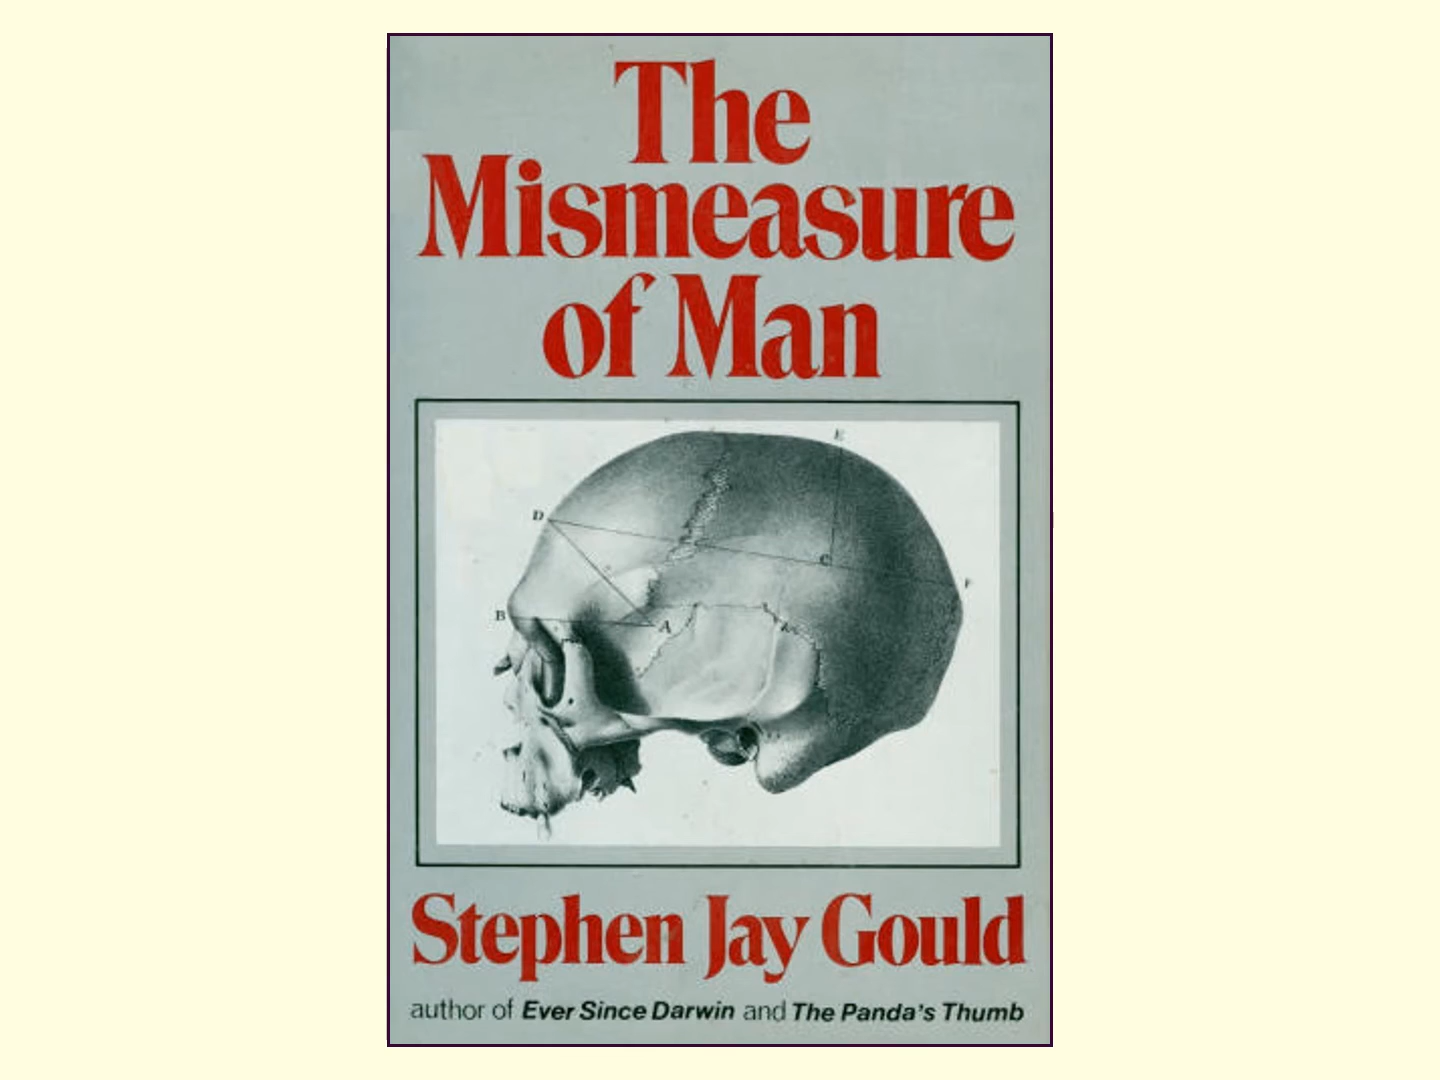 The
Mismeasure
of Man
E
D
C
F
B
A
Stephen Jay Gould
author of Ever Since Darwin and The Panda's Thumb